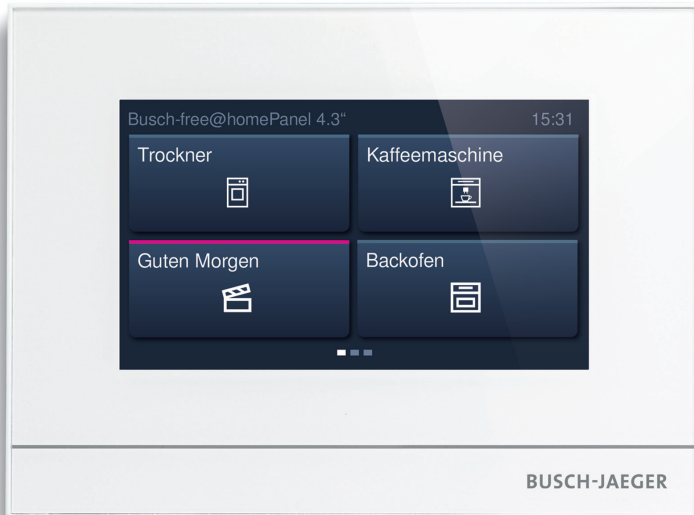 Busch-free@homePanel 4.3“
15:31
Trockner
Kaffeemaschine
Guten Morgen
Backofen
BUSCH-JAEGER